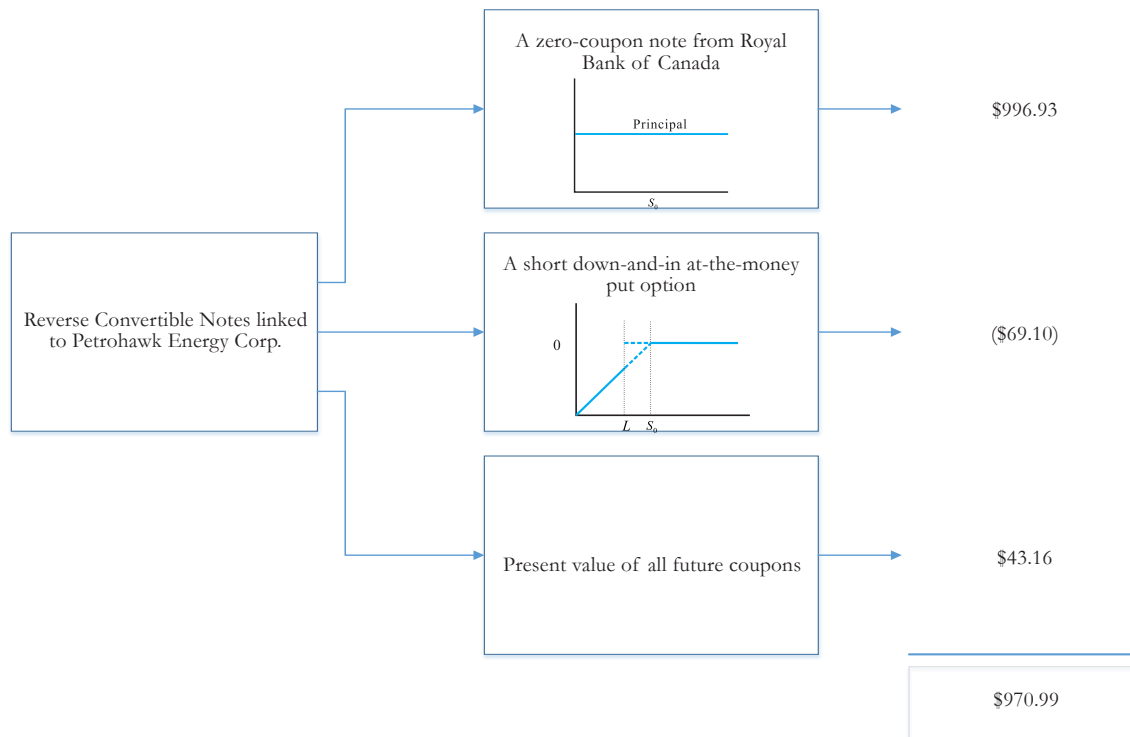 A zero-coupon note from Royal
Bank of Canada
Principal
S₀
$996.93
Reverse Convertible Notes linked
to Petrohawk Energy Corp.
A short down-and-in at-the-money
put option
0
L S₀
($69.10)
Present value of all future coupons
$43.16
$970.99